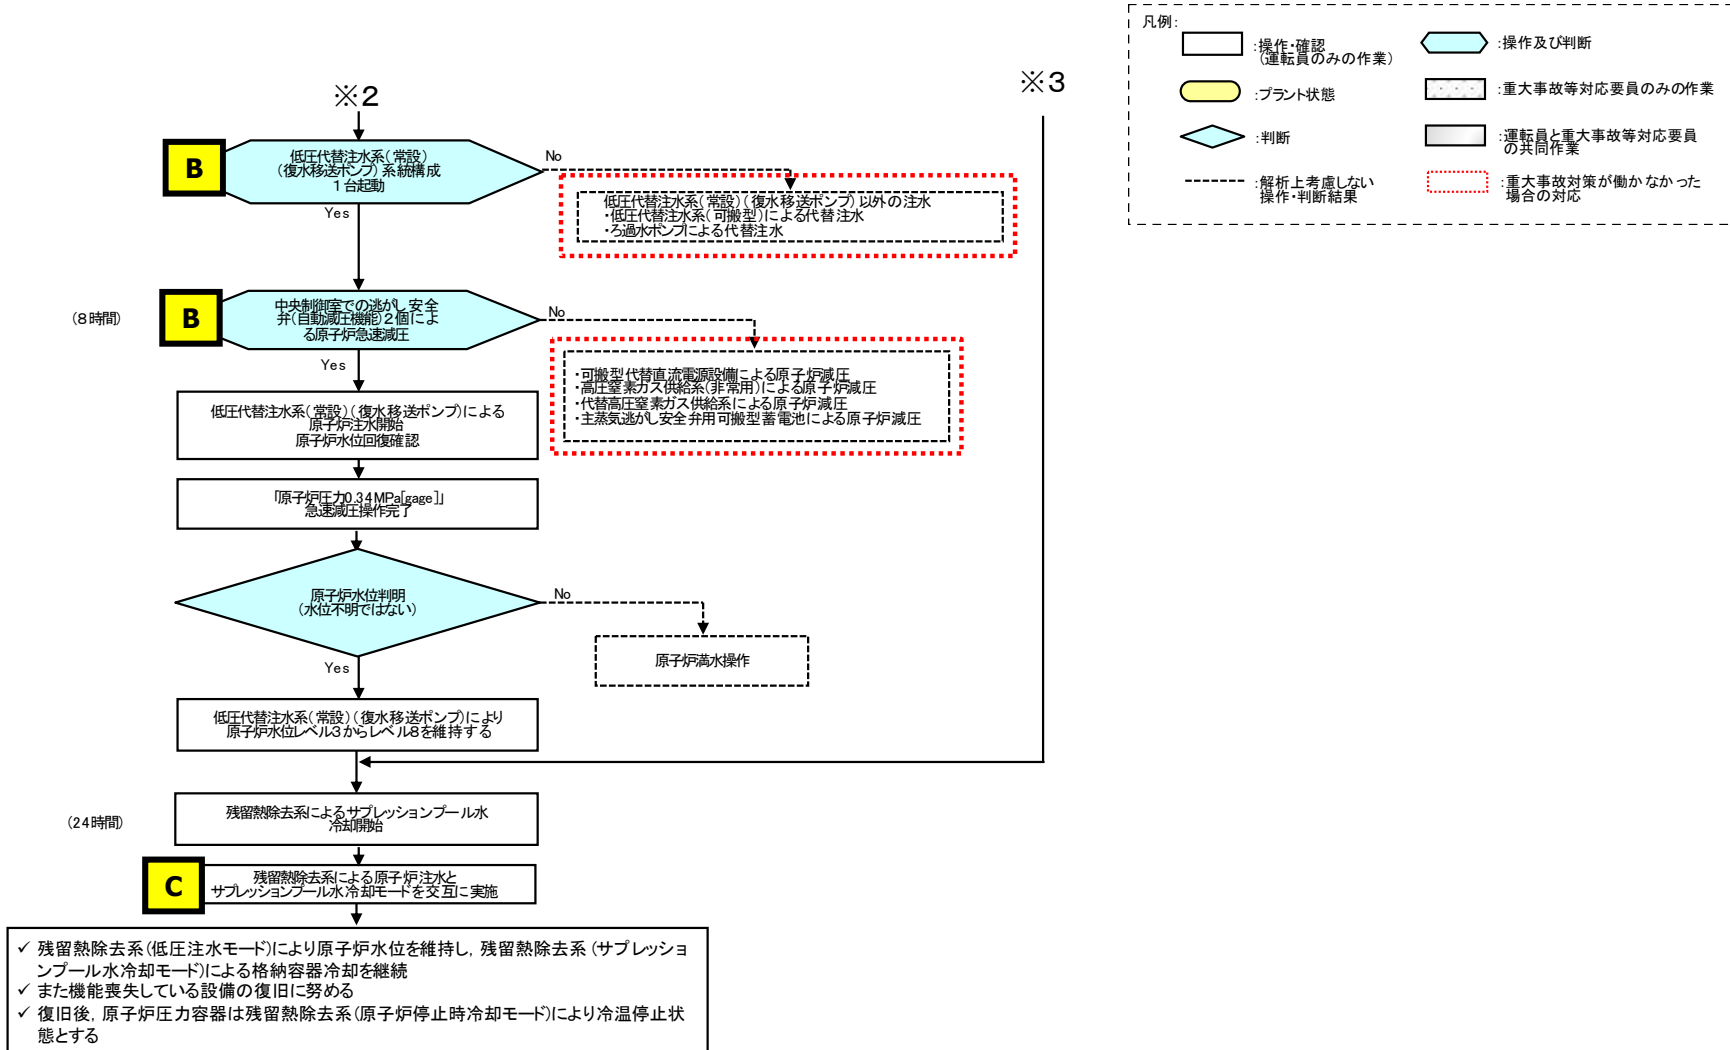 凡例:
:操作・確認
(運転員のみの作業)
:操作及び判断
:プラント状態
:重大事故等対応要員のみの作業
:判断
:運転員と重大事故等対応要員
の共同作業
:解析上考慮しない
操作・判断結果
:重大事故対策が働かなかった
場合の対応
※2
※3
B
低圧代替注水系(常設)
(復水移送ポンプ)系統構成
1台起動
No
Yes
低圧代替注水系(常設)(復水移送ポンプ)以外の注水
・低圧代替注水系(可搬型)による代替注水
・ろ過水ポンプによる代替注水
(8時間)
B
中央制御室での逃がし安全
弁(自動減圧機能)2個によ
る原子炉急速減圧
No
Yes
・可搬型代替直流電源設備による原子炉減圧
・高圧窒素ガス供給系(非常用)による原子炉減圧
・代替高圧窒素ガス供給系による原子炉減圧
・主蒸気逃がし安全弁用可搬型蓄電池による原子炉減圧
低圧代替注水系(常設)(復水移送ポンプ)による
原子炉注水開始
原子炉水位回復確認
「原子炉圧力0.34MPa[gage]」
急速減圧操作完了
原子炉水位判明
(水位不明ではない)
No
Yes
原子炉満水操作
低圧代替注水系(常設)(復水移送ポンプ)により
原子炉水位レベル3からレベル8を維持する
(24時間)
残留熱除去系によるサプレッションプール水
冷却開始
C
残留熱除去系による原子炉注水と
サプレッションプール水冷却モードを交互に実施
✓ 残留熱除去系(低圧注水モード)により原子炉水位を維持し,残留熱除去系(サプレッショ
ンプール水冷却モード)による格納容器冷却を継続
✓ また機能喪失している設備の復旧に努める
✓ 復旧後,原子炉圧力容器は残留熱除去系(原子炉停止時冷却モード)により冷温停止状
態とする